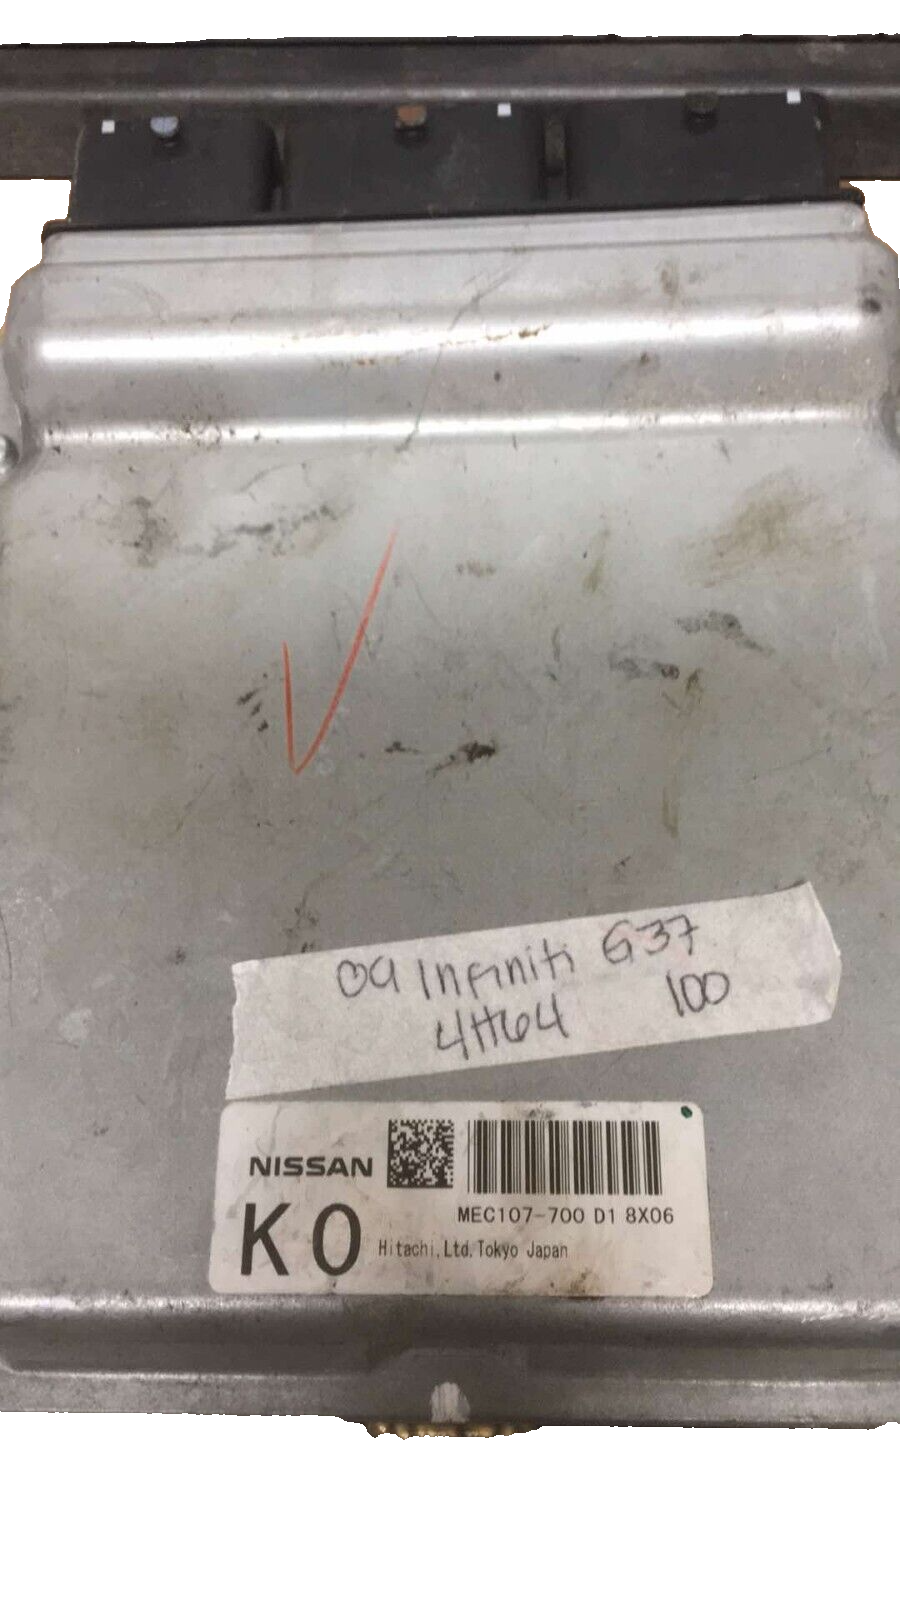 09 Infiniti G37
4H64 100
NISSAN
MEC107-700 D1 8X06
K0 Hitachi,Ltd.Tokyo Japan